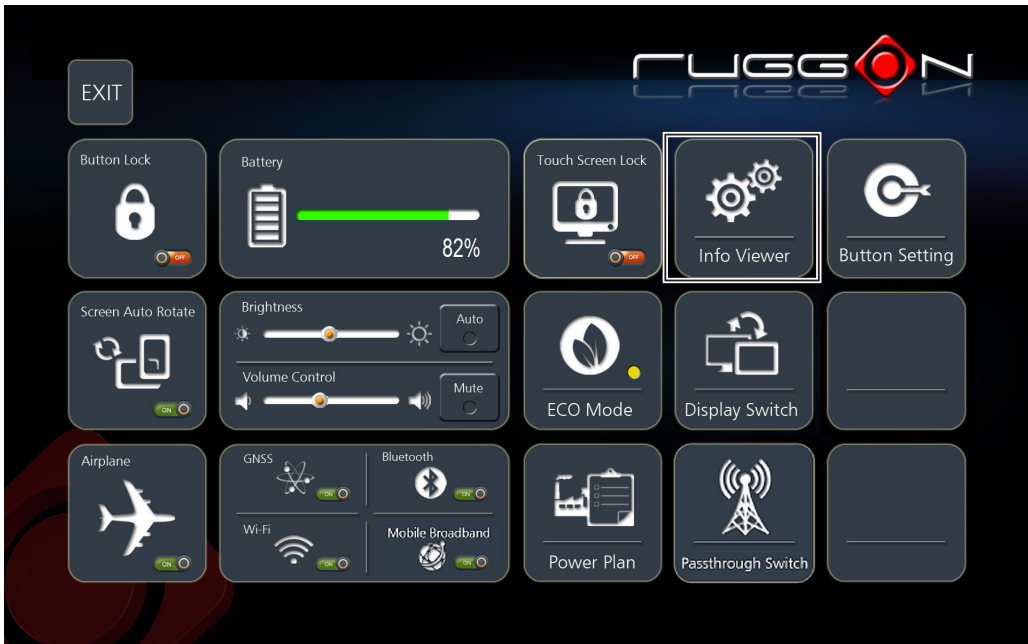 ruggON
EXIT
Button Lock
OFF
Battery
82%
Touch Screen Lock
OFF
Info Viewer
Button Setting
Screen Auto Rotate
ON
Brightness
Auto
Volume Control
Mute
ECO Mode
Display Switch
Airplane
ON
GNSS
ON
Bluetooth
ON
Wi-Fi
ON
Mobile Broadband
ON
Power Plan
Passthrough Switch